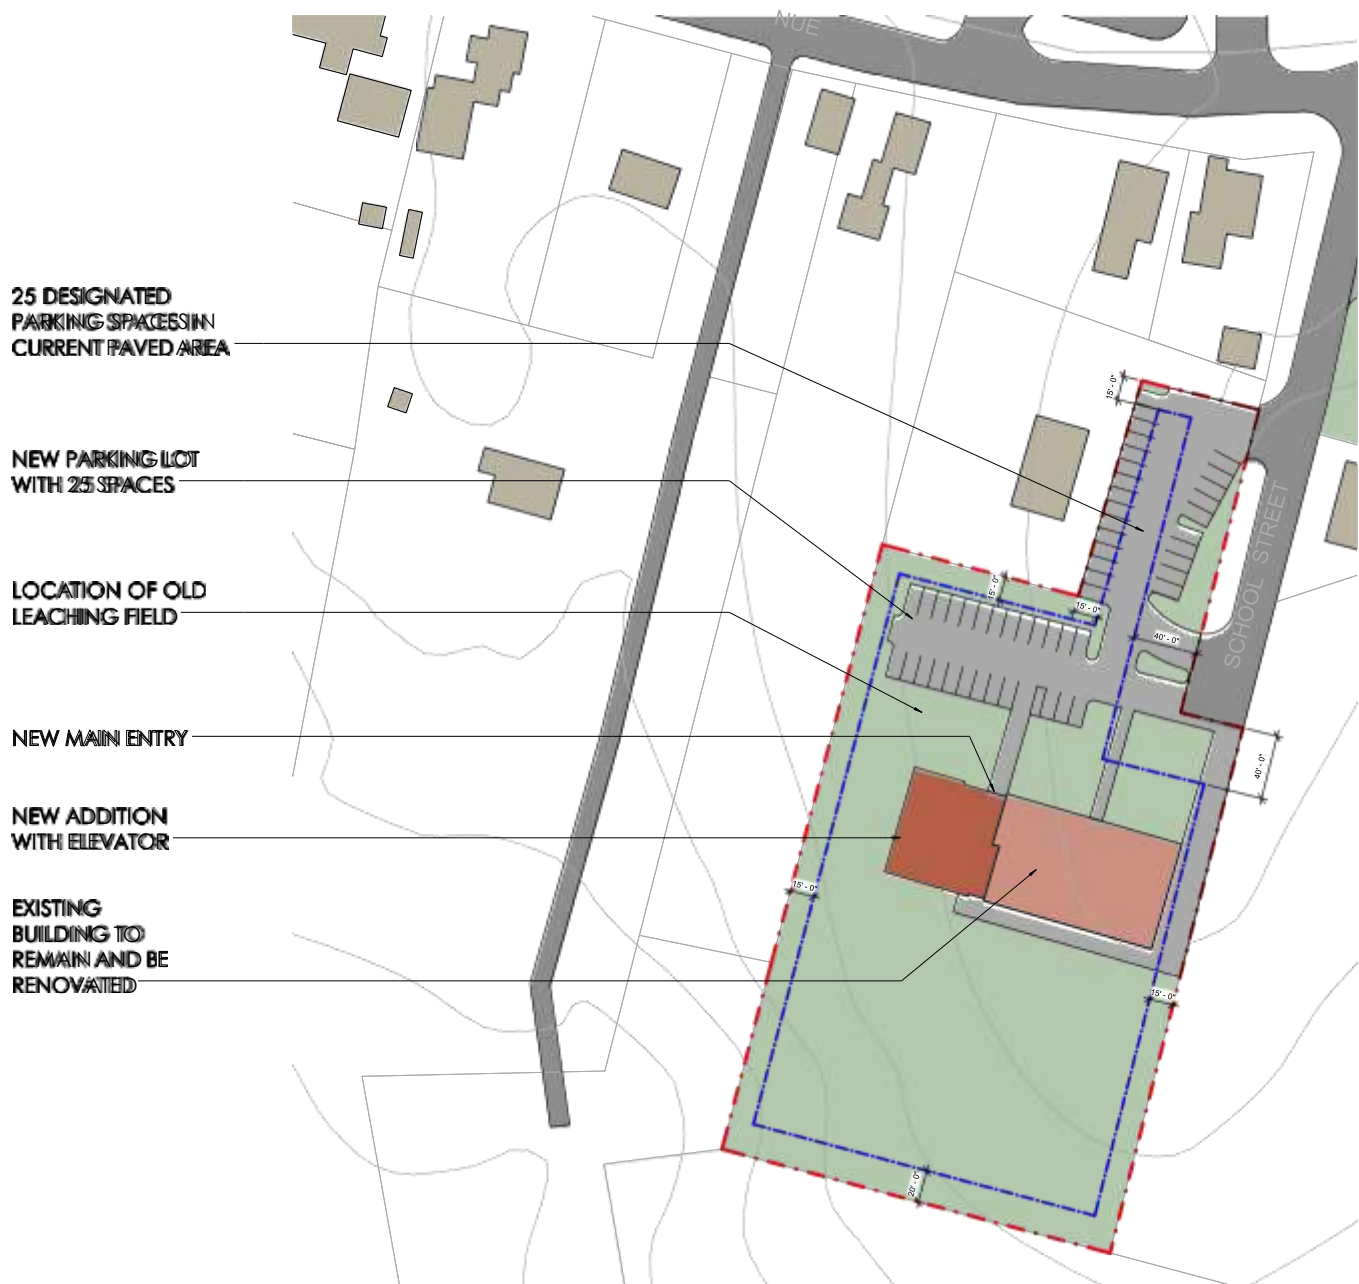 NUE
25 DESIGNATED
PARKING SPACES IN
CURRENT PAVED AREA
15' - 0"
NEW PARKING LOT
WITH 25 SPACES
SCHOOL STREET
LOCATION OF OLD
LEACHING FIELD
15' - 0"
15' - 0"
40' - 0"
NEW MAIN ENTRY
40' - 0"
NEW ADDITION
WITH ELEVATOR
15' - 0"
EXISTING
BUILDING TO
REMAIN AND BE
RENOVATED
15' - 0"
20' - 0"